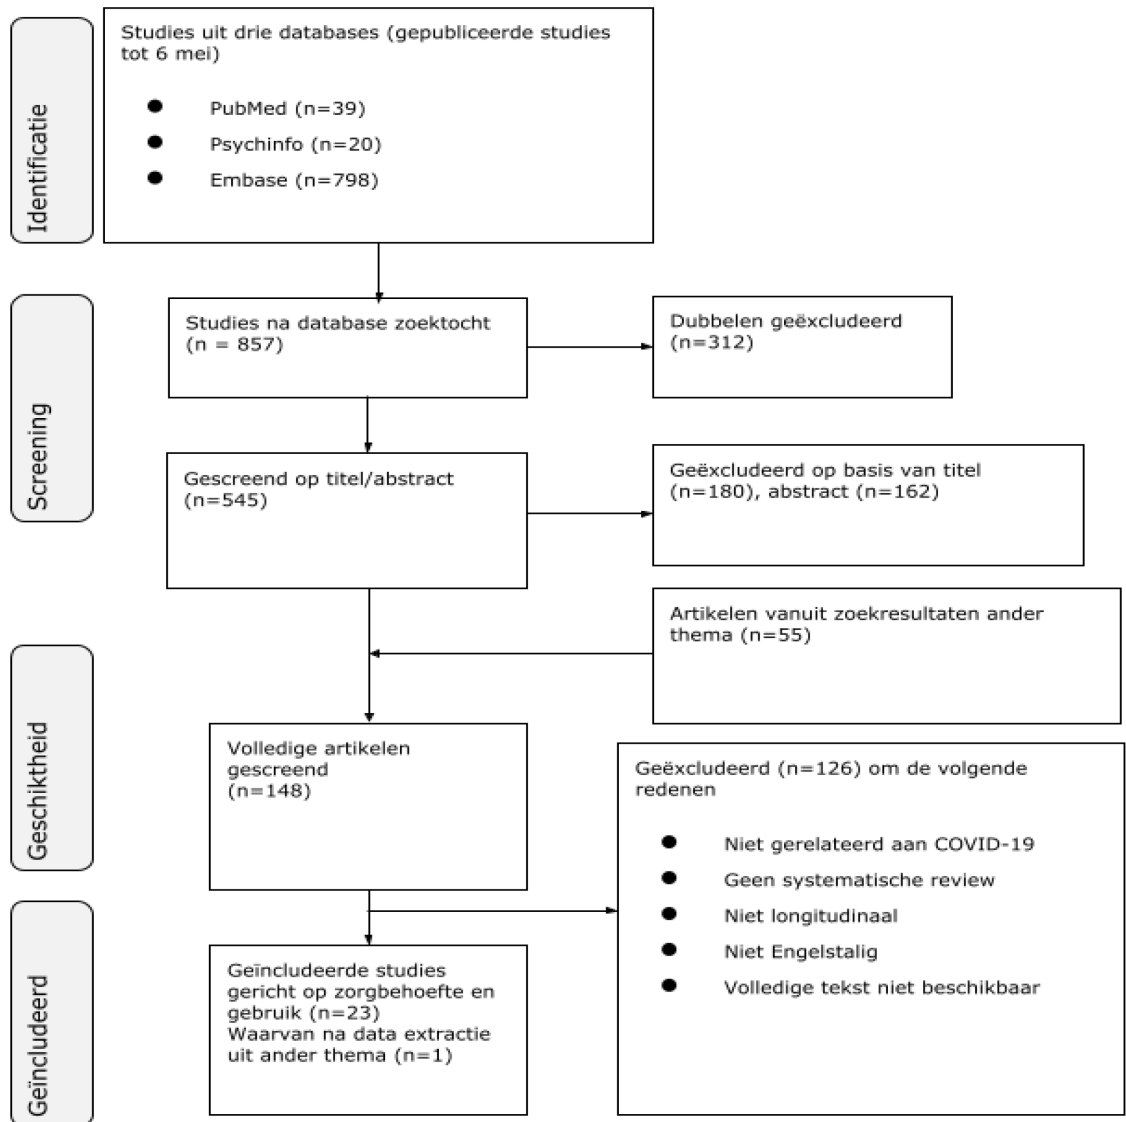 Identificatie
Studies uit drie databases (gepubliceerde studies
tot 6 mei)
● PubMed (n=39)
● Psychinfo (n=20)
● Embase (n=798)
Screening
Studies na database zoektocht
(n = 857)
Dubbelen geëxcludeerd
(n=312)
Gescreend op titel/abstract
(n=545)
Geëxcludeerd op basis van titel
(n=180), abstract (n=162)
Artikelen vanuit zoekresultaten ander
thema (n=55)
Geschiktheid
Volledige artikelen
gescreend
(n=148)
Geëxcludeerd (n=126) om de volgende
redenen
● Niet gerelateerd aan COVID-19
● Geen systematische review
● Niet longitudinaal
● Niet Engelstalig
● Volledige tekst niet beschikbaar
Geïncludeerd
Geïncludeerde studies
gericht op zorgbehoefte en
gebruik (n=23)
Waarvan na data extractie
uit ander thema (n=1)